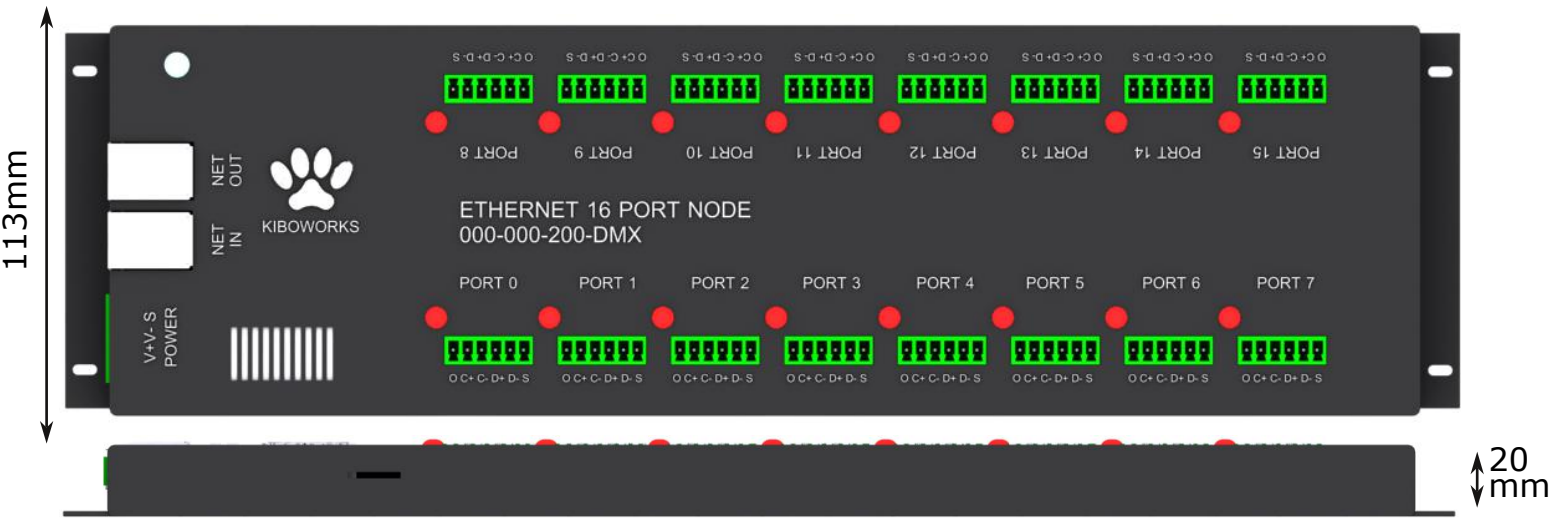 O C+ C- D+ D- S
O C+ C- D+ D- S
O C+ C- D+ D- S
O C+ C- D+ D- S
O C+ C- D+ D- S
O C+ C- D+ D- S
O C+ C- D+ D- S
O C+ C- D+ D- S
PORT 8
PORT 9
PORT 10
PORT 11
PORT 12
PORT 13
PORT 14
PORT 15
113mm
NET
OUT
NET
IN
KIBOWORKS
ETHERNET 16 PORT NODE
000-000-200-DMX
PORT 0
PORT 1
PORT 2
PORT 3
PORT 4
PORT 5
PORT 6
PORT 7
V+V- S
POWER
O C+ C- D+ D- S
O C+ C- D+ D- S
O C+ C- D+ D- S
O C+ C- D+ D- S
O C+ C- D+ D- S
O C+ C- D+ D- S
O C+ C- D+ D- S
O C+ C- D+ D- S
20
mm